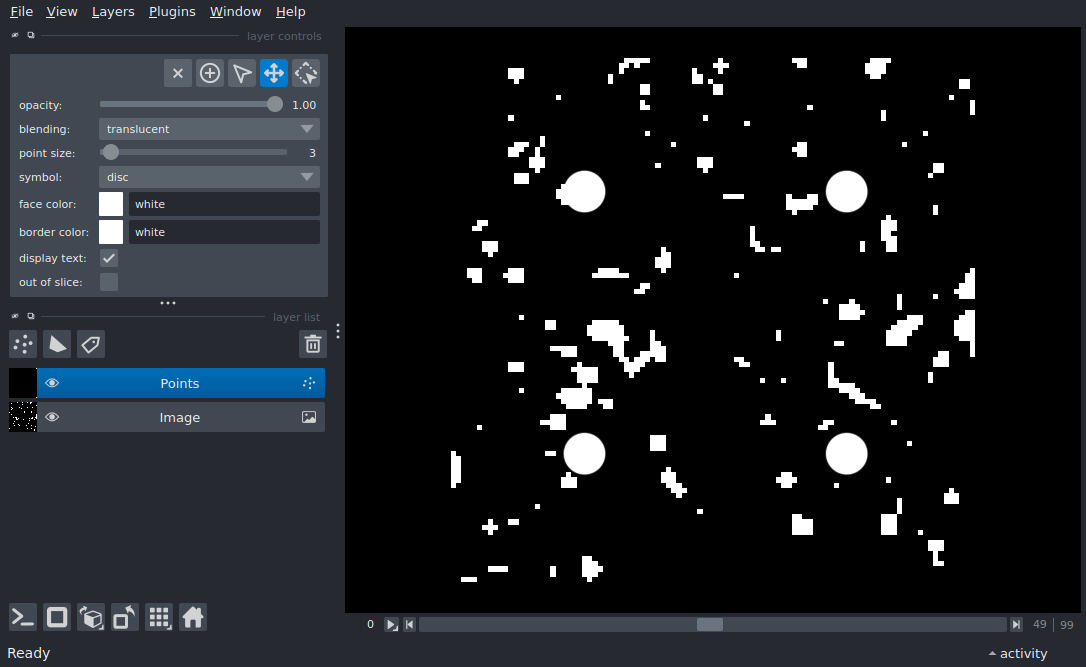 File View Layers Plugins Window Help
layer controls
opacity: 1.00
blending: translucent
point size: 3
symbol: disc
face color: white
border color: white
display text:
out of slice:
layer list
Points
Image
0 49 | 99
Ready activity